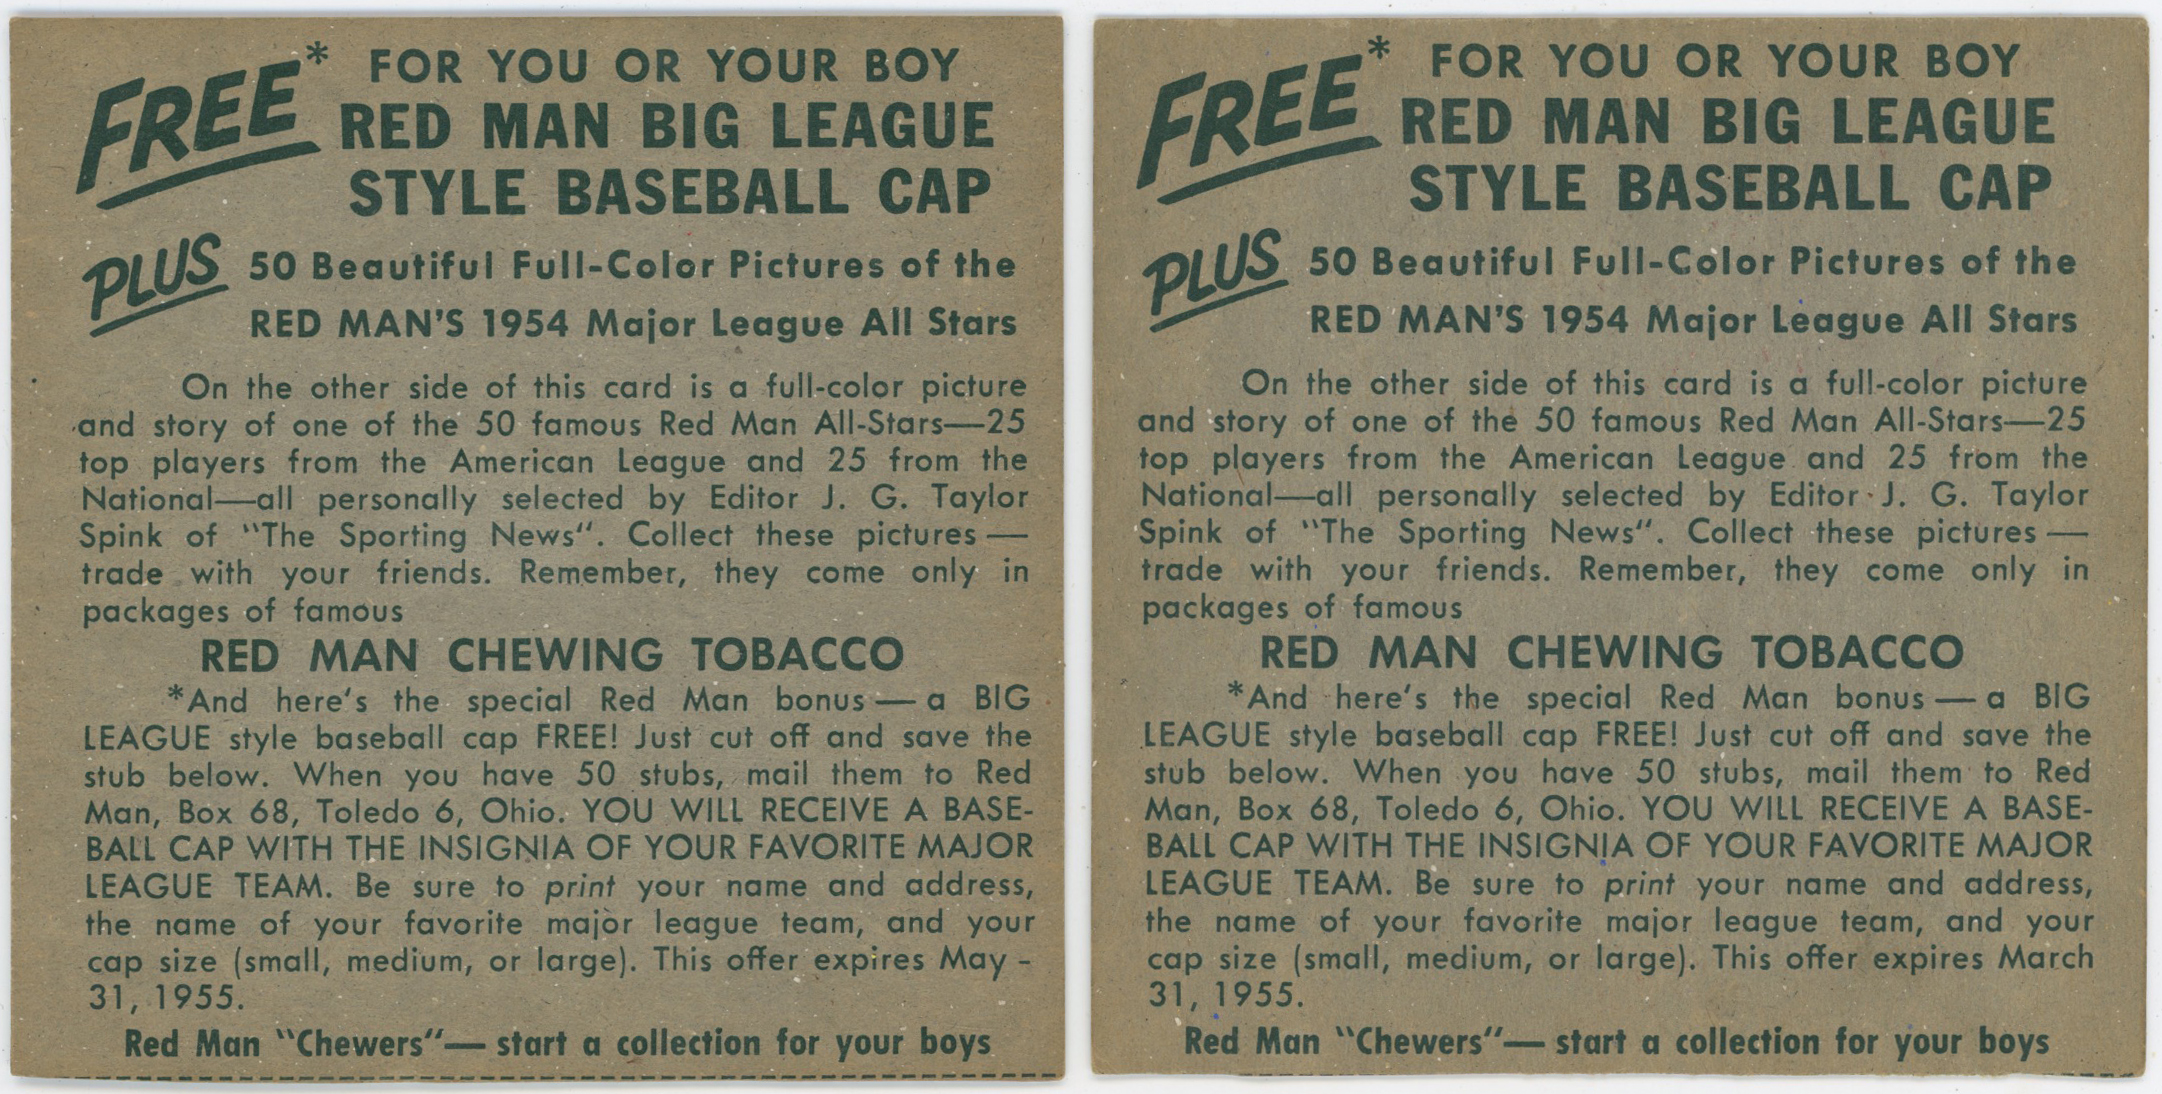 FREE* FOR YOU OR YOUR BOY
RED MAN BIG LEAGUE
STYLE BASEBALL CAP
PLUS 50 Beautiful Full-Color Pictures of the
RED MAN'S 1954 Major League All Stars
On the other side of this card is a full-color picture
and story of one of the 50 famous Red Man All-Stars—25
top players from the American League and 25 from the
National—all personally selected by Editor J. G. Taylor
Spink of "The Sporting News". Collect these pictures —
trade with your friends. Remember, they come only in
packages of famous
RED MAN CHEWING TOBACCO
*And here's the special Red Man bonus — a BIG
LEAGUE style baseball cap FREE! Just cut off and save the
stub below. When you have 50 stubs, mail them to Red
Man, Box 68, Toledo 6, Ohio. YOU WILL RECEIVE A BASE-
BALL CAP WITH THE INSIGNIA OF YOUR FAVORITE MAJOR
LEAGUE TEAM. Be sure to print your name and address,
the name of your favorite major league team, and your
cap size (small, medium, or large). This offer expires May -
31, 1955.
Red Man "Chewers"— start a collection for your boys
FREE* FOR YOU OR YOUR BOY
RED MAN BIG LEAGUE
STYLE BASEBALL CAP
PLUS 50 Beautiful Full-Color Pictures of the
RED MAN'S 1954 Major League All Stars
On the other side of this card is a full-color picture
and story of one of the 50 famous Red Man All-Stars—25
top players from the American League and 25 from the
National—all personally selected by Editor J. G. Taylor
Spink of "The Sporting News". Collect these pictures —
trade with your friends. Remember, they come only in
packages of famous
RED MAN CHEWING TOBACCO
*And here's the special Red Man bonus — a BIG
LEAGUE style baseball cap FREE! Just cut off and save the
stub below. When you have 50 stubs, mail them to Red
Man, Box 68, Toledo 6, Ohio. YOU WILL RECEIVE A BASE-
BALL CAP WITH THE INSIGNIA OF YOUR FAVORITE MAJOR
LEAGUE TEAM. Be sure to print your name and address,
the name of your favorite major league team, and your
cap size (small, medium, or large). This offer expires March
31, 1955.
Red Man "Chewers"— start a collection for your boys